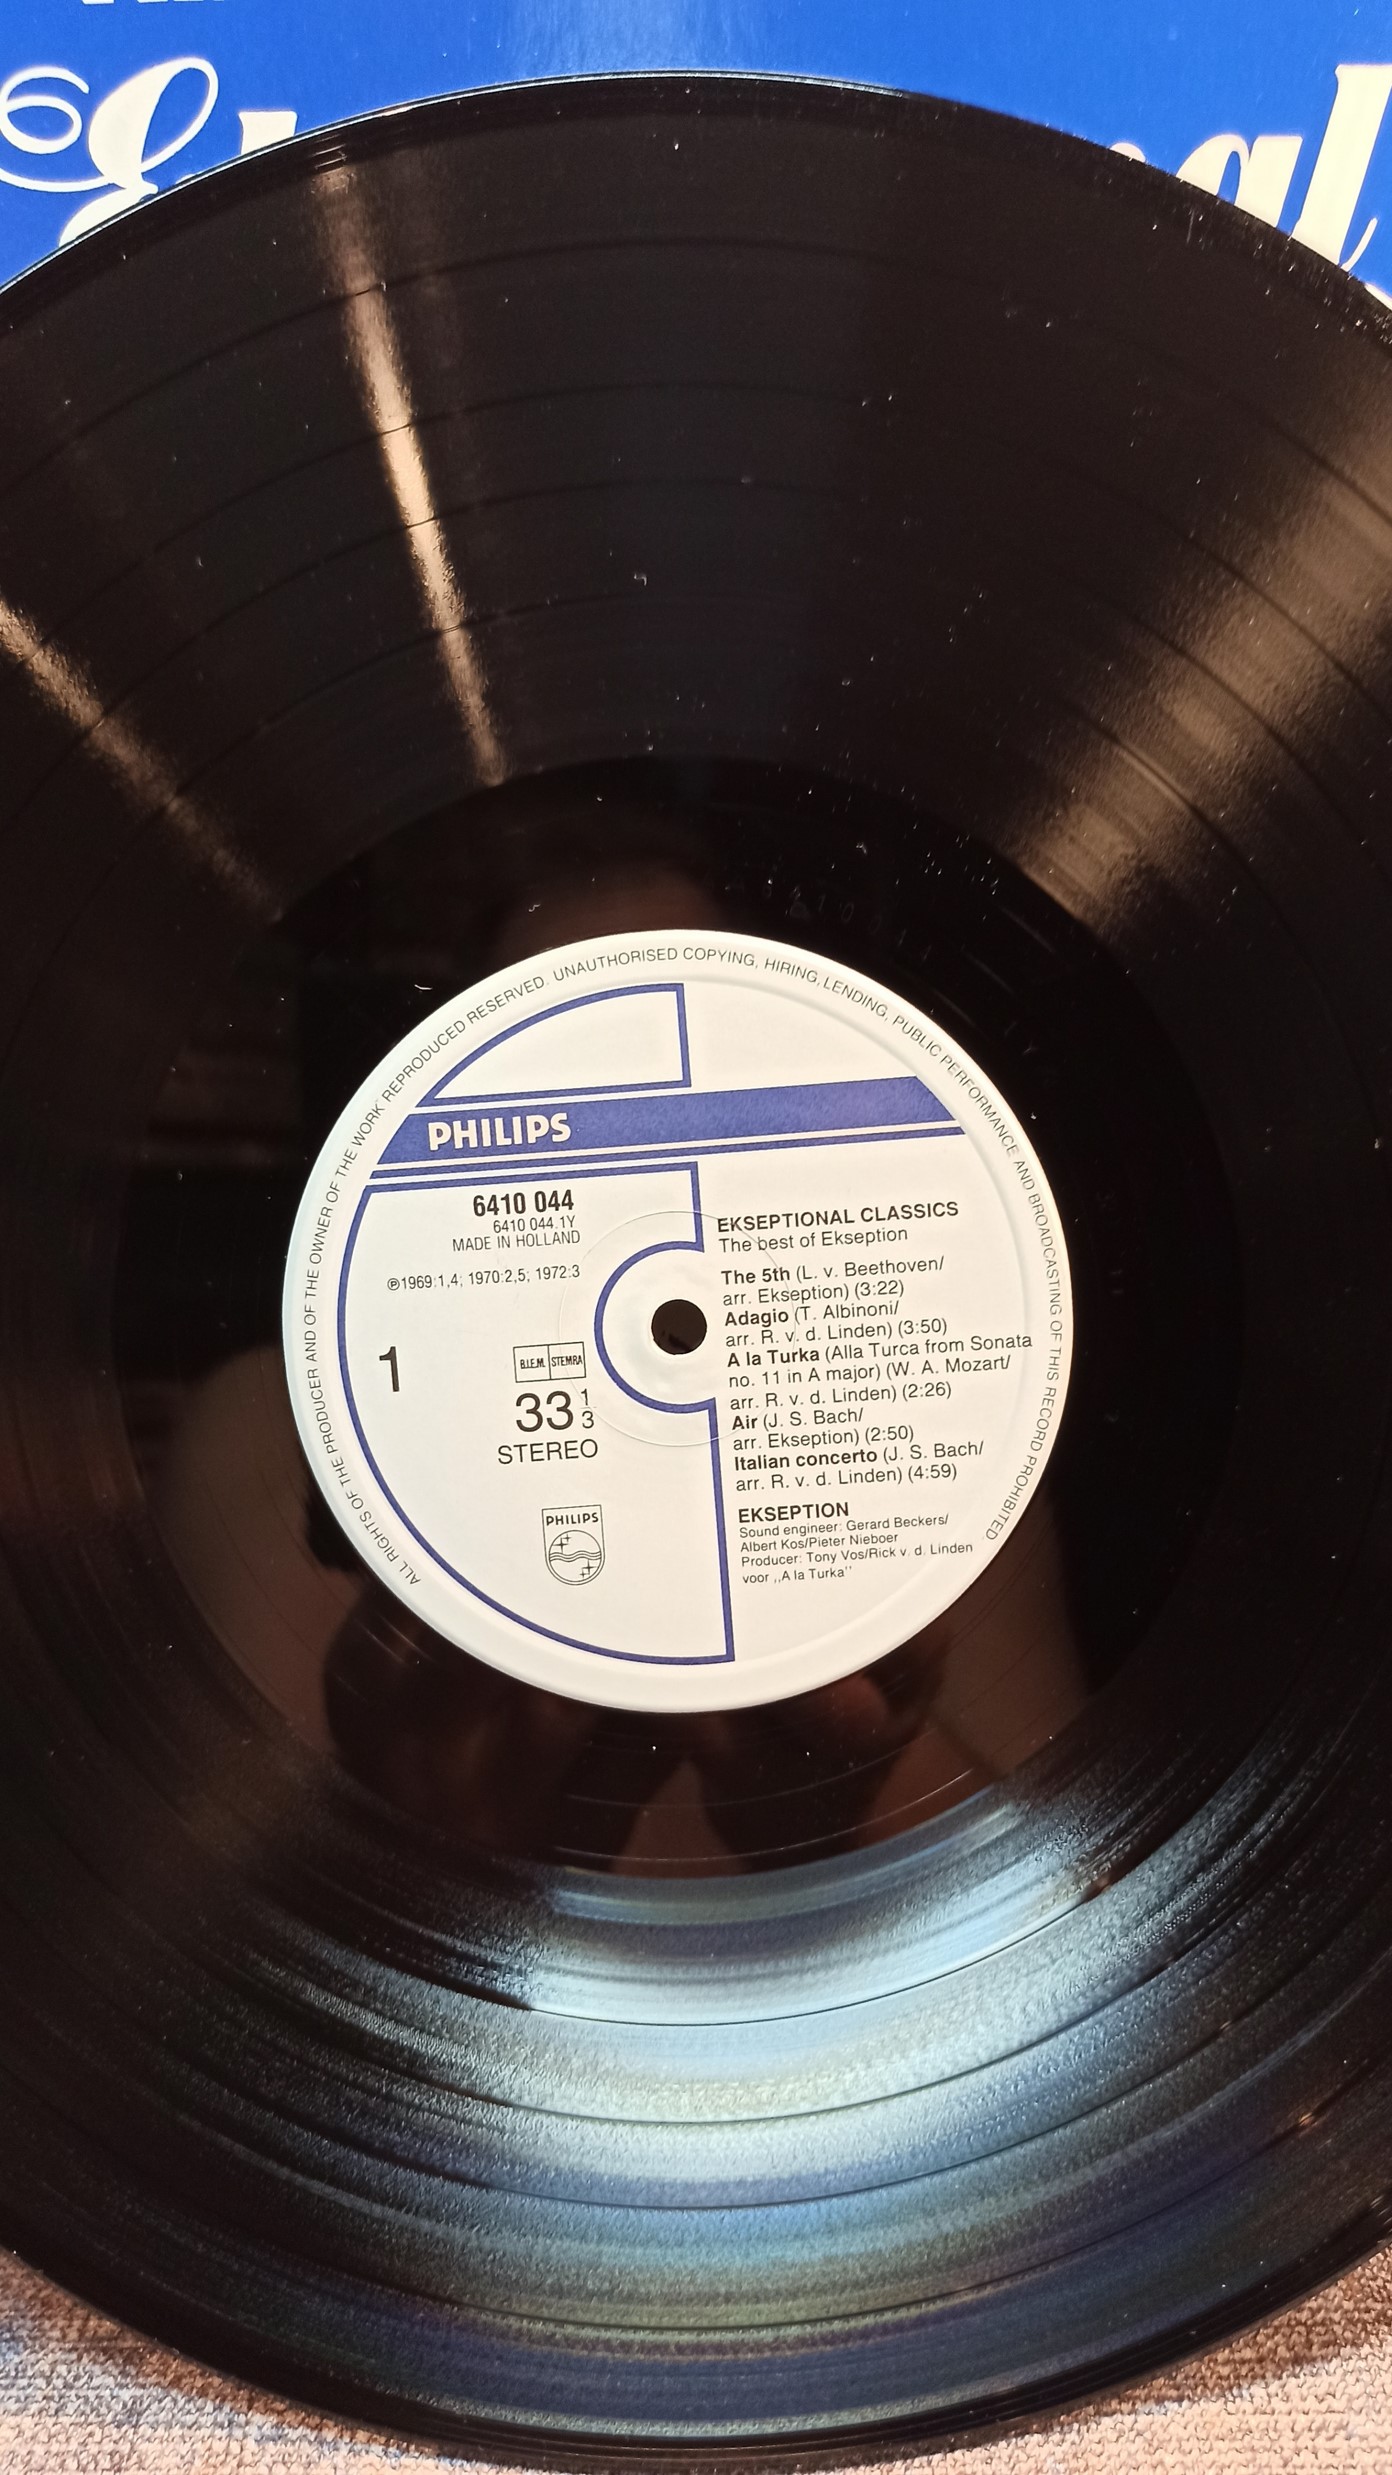 ALL RIGHTS OF THE PRODUCER AND OF THE OWNER OF THE WORK REPRODUCED RESERVED. UNAUTHORISED COPYING, HIRING, LENDING, PUBLIC PERFORMANCE AND BROADCASTING OF THIS RECORD PROHIBITED
PHILIPS
6410 044
6410 044.1Y
MADE IN HOLLAND
℗1969:1,4; 1970:2,5; 1972:3
1
B.I.E.M. STEMRA
33 1/3
STEREO
PHILIPS
EKSEPTIONAL CLASSICS
The best of Ekseption
The 5th (L. v. Beethoven/
arr. Ekseption) (3:22)
Adagio (T. Albinoni/
arr. R. v. d. Linden) (3:50)
A la Turka (Alla Turca from Sonata
no. 11 in A major) (W. A. Mozart/
arr. R. v. d. Linden) (2:26)
Air (J. S. Bach/
arr. Ekseption) (2:50)
Italian concerto (J. S. Bach/
arr. R. v. d. Linden) (4:59)
EKSEPTION
Sound engineer: Gerard Beckers/
Albert Kos/Pieter Nieboer
Producer: Tony Vos/Rick v. d. Linden
voor ,,A la Turka''